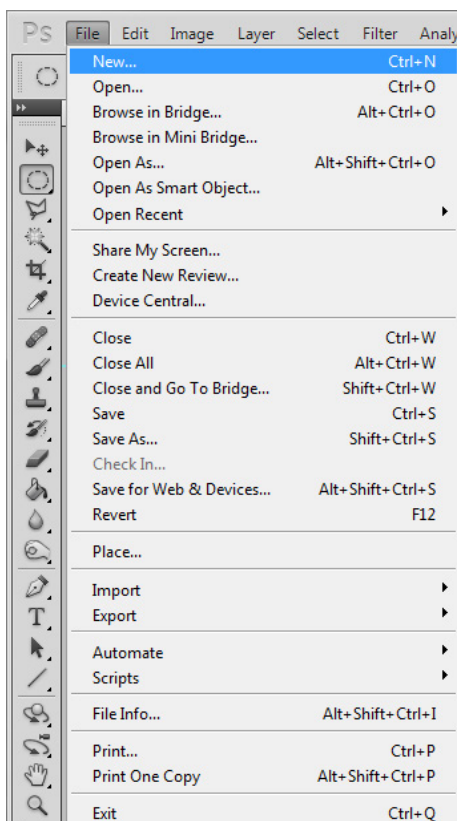 Ps File Edit Image Layer Select Filter Analy
New... Ctrl+N
Open... Ctrl+O
Browse in Bridge... Alt+Ctrl+O
Browse in Mini Bridge...
Open As... Alt+Shift+Ctrl+O
Open As Smart Object...
Open Recent
Share My Screen...
Create New Review...
Device Central...
Close Ctrl+W
Close All Alt+Ctrl+W
Close and Go To Bridge... Shift+Ctrl+W
Save Ctrl+S
Save As... Shift+Ctrl+S
Check In...
Save for Web & Devices... Alt+Shift+Ctrl+S
Revert F12
Place...
Import
Export
Automate
Scripts
File Info... Alt+Shift+Ctrl+I
Print... Ctrl+P
Print One Copy Alt+Shift+Ctrl+P
Exit Ctrl+Q